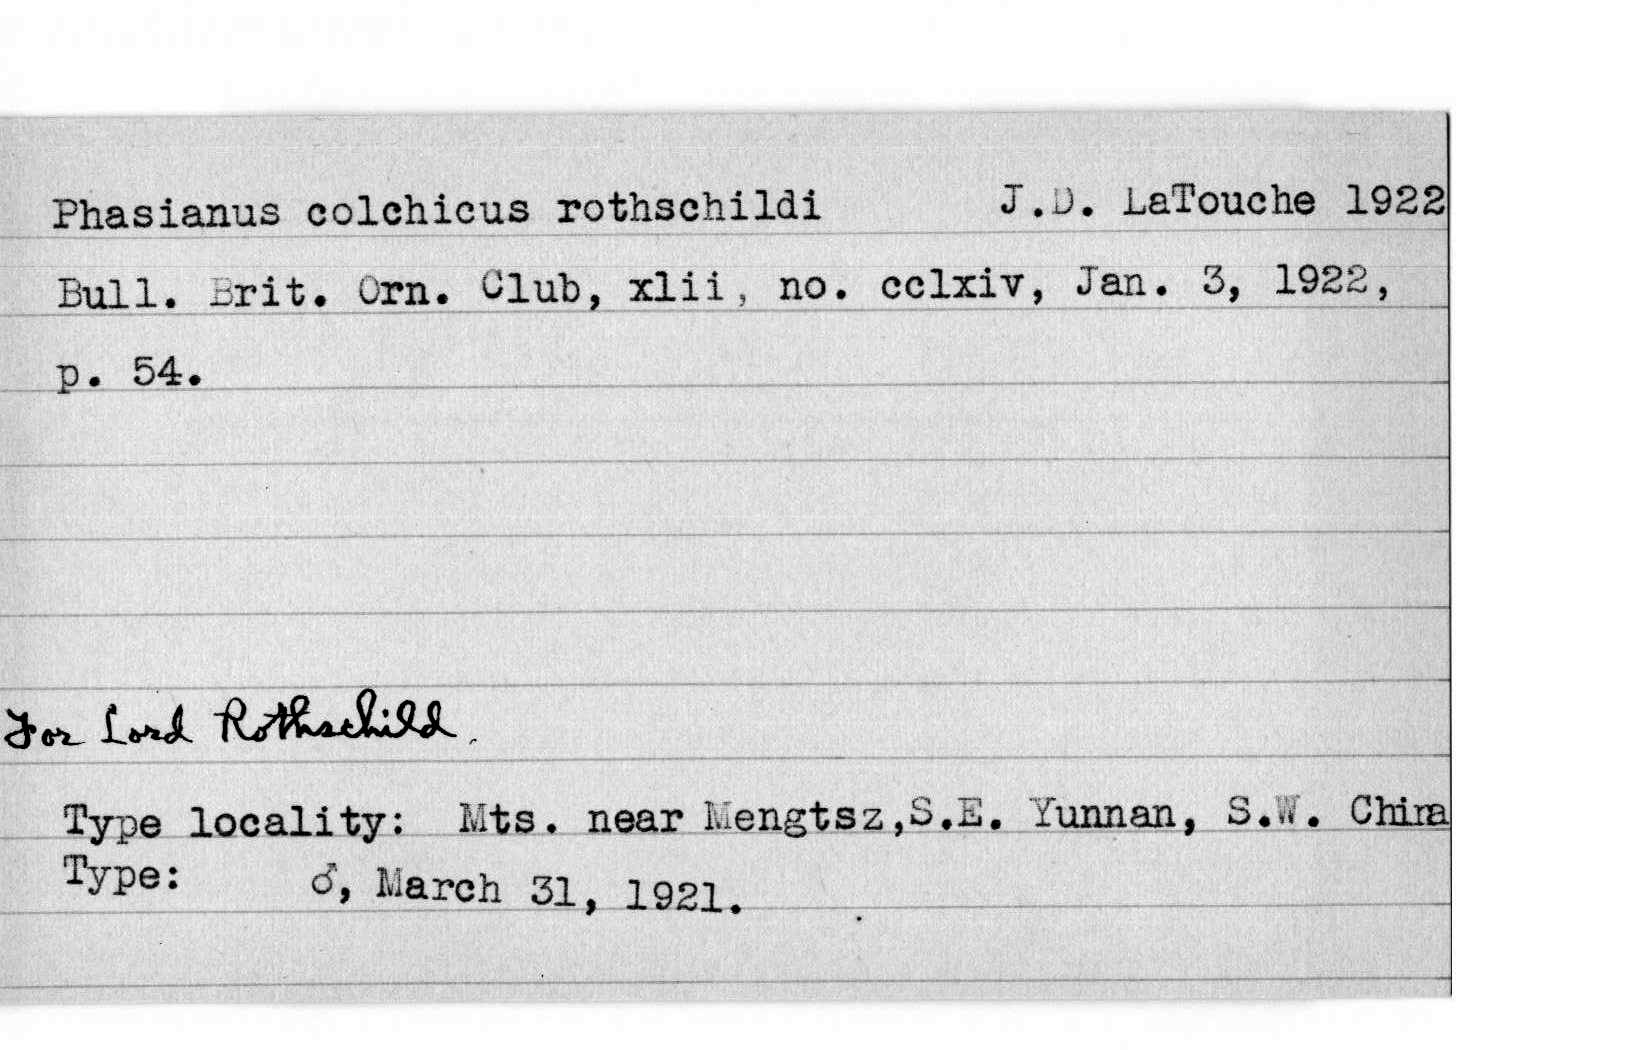 Phasianus colchicus rothschildi J.D. LaTouche 1922
Bull. Brit. Orn. Club, xlii, no. cclxiv, Jan. 3, 1922,
p. 54.
For Lord Rothschild.
Type locality: Mts. near Mengtsz,S.E. Yunnan, S.W. China
Type: ♂, March 31, 1921.